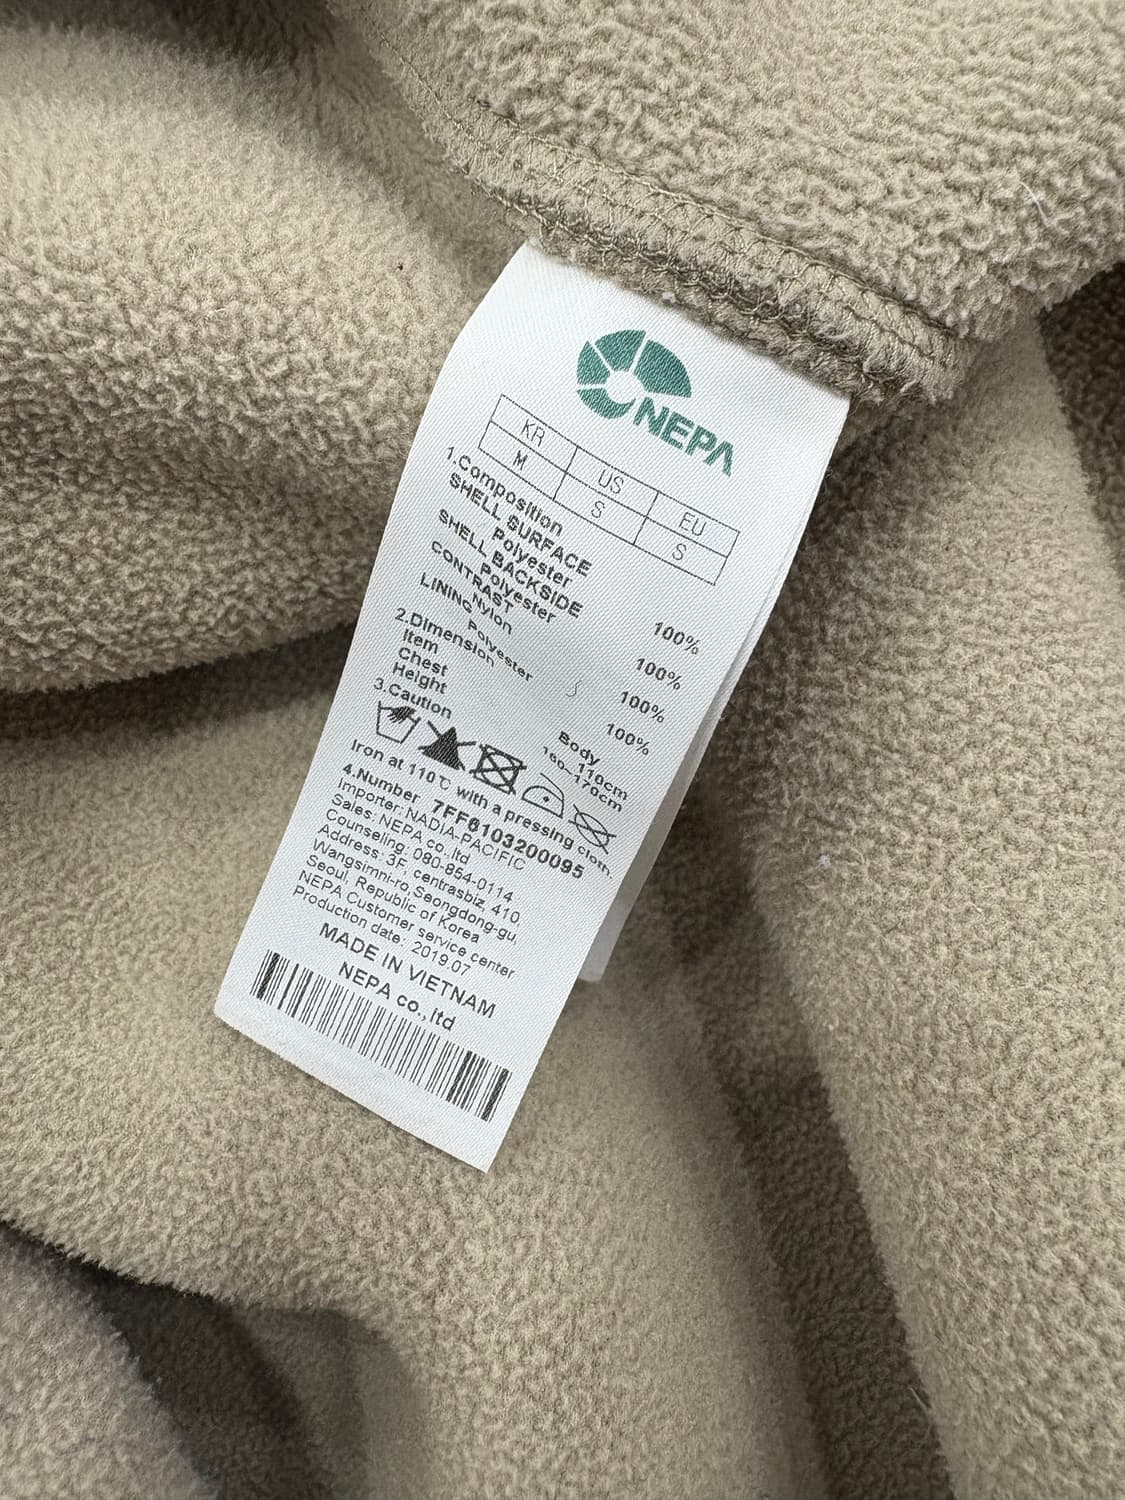 NEPA
KR US EU
M S S
1.Composition
SHELL SURFACE
Polyester 100%
SHELL BACKSIDE
Polyester 100%
CONTRAST
Nylon 100%
LINING
Polyester 100%
2.Dimension
Item Body
Chest 110cm
Height 160~170cm
3.Caution
Iron at 110℃ with a pressing cloth.
4.Number 7FF6103200095
Importer: NADIA-PACIFIC
Sales: NEPA co.,ltd
Counseling: 080-854-0114
Address: 3F, centrasbiz, 410,
Wangsimni-ro, Seongdong-gu,
Seoul, Republic of Korea
NEPA Customer service center
Production date: 2019.07
MADE IN VIETNAM
NEPA co.,ltd